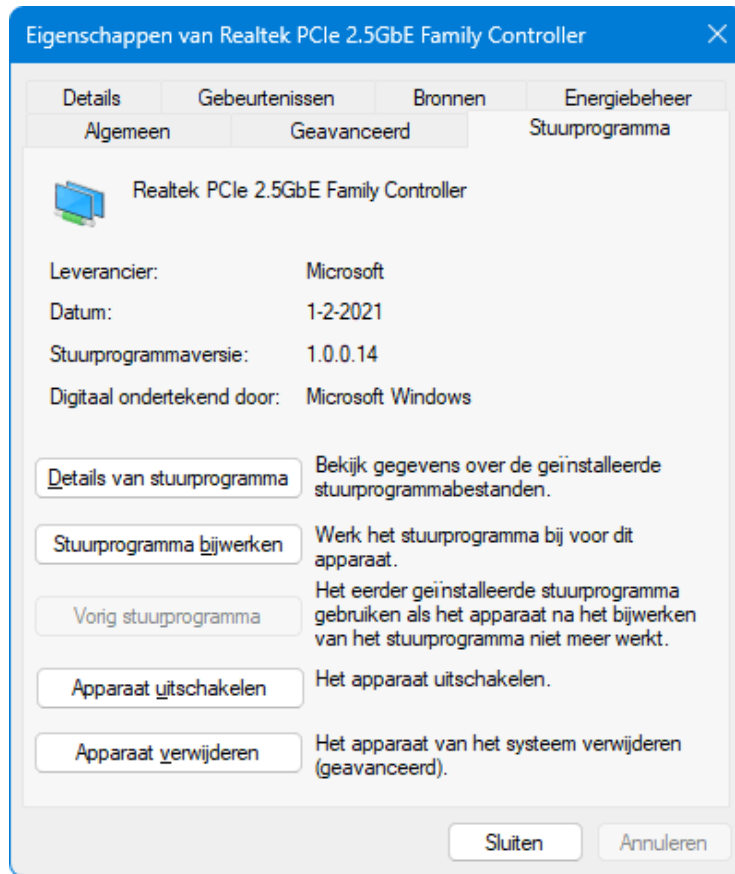 Eigenschappen van Realtek PCIe 2.5GbE Family Controller
Details
Gebeurtenissen
Bronnen
Energiebeheer
Algemeen
Geavanceerd
Stuurprogramma
Realtek PCIe 2.5GbE Family Controller
Leverancier: Microsoft
Datum: 1-2-2021
Stuurprogrammaversie: 1.0.0.14
Digitaal ondertekend door: Microsoft Windows
Details van stuurprogramma
Bekijk gegevens over de geïnstalleerde
stuurprogrammabestanden.
Stuurprogramma bijwerken
Werk het stuurprogramma bij voor dit
apparaat.
Vorig stuurprogramma
Het eerder geïnstalleerde stuurprogramma
gebruiken als het apparaat na het bijwerken
van het stuurprogramma niet meer werkt.
Apparaat uitschakelen
Het apparaat uitschakelen.
Apparaat verwijderen
Het apparaat van het systeem verwijderen
(geavanceerd).
Sluiten
Annuleren